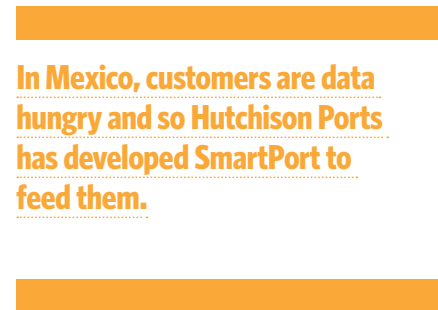 In Mexico, customers are data
hungry and so Hutchison Ports
has developed SmartPort to
feed them.